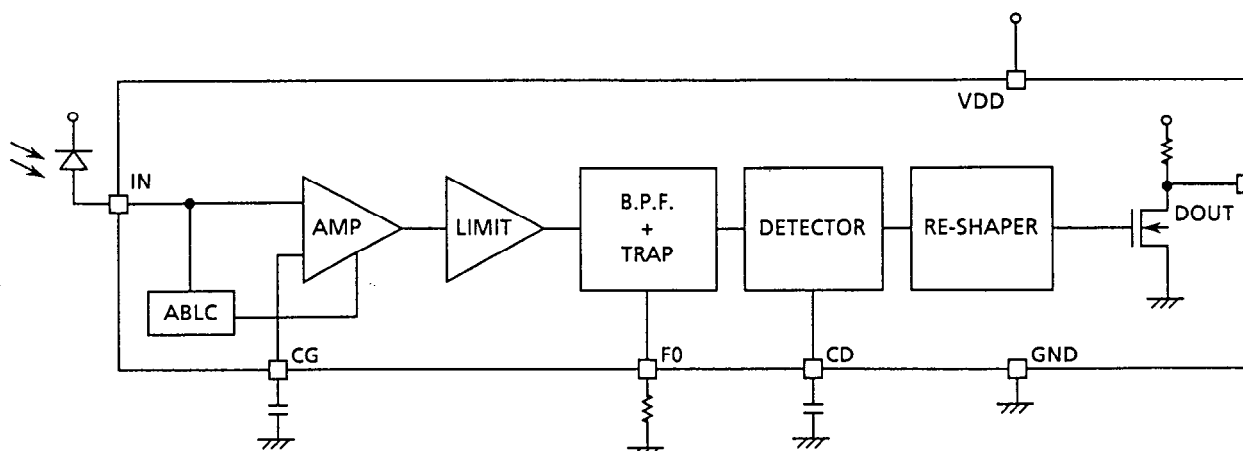 VDD
IN
AMP
LIMIT
B.P.F.
+
TRAP
DETECTOR
RE-SHAPER
DOUT
ABLC
CG
F0
CD
GND